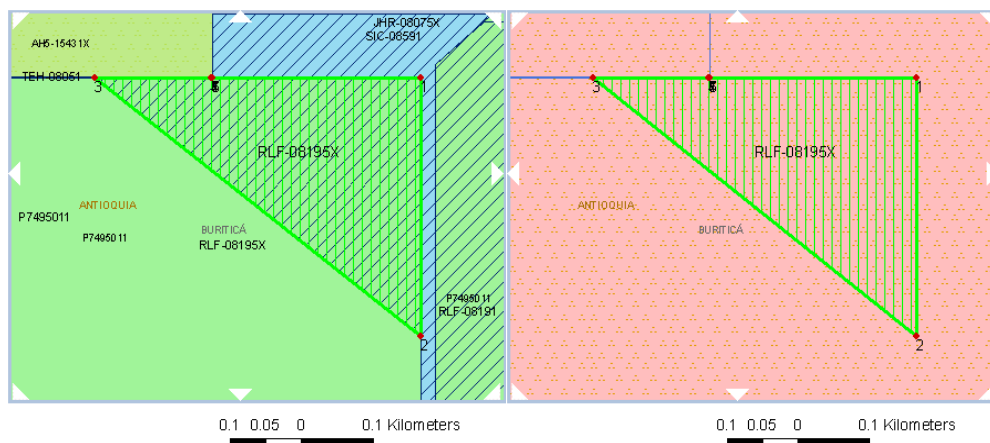 JHR-08075X
SIC-08591
AH5-15431X
TEH-08051
3
1
RLF-08195X
ANTIOQUIA
P7495011
P7495011
BURITICÁ
RLF-08195X
P7495011
RLF-08191
2
0.1 0.05 0 0.1 Kilometers
3
1
RLF-08195X
ANTIOQUIA
BURITICÁ
2
0.1 0.05 0 0.1 Kilometers